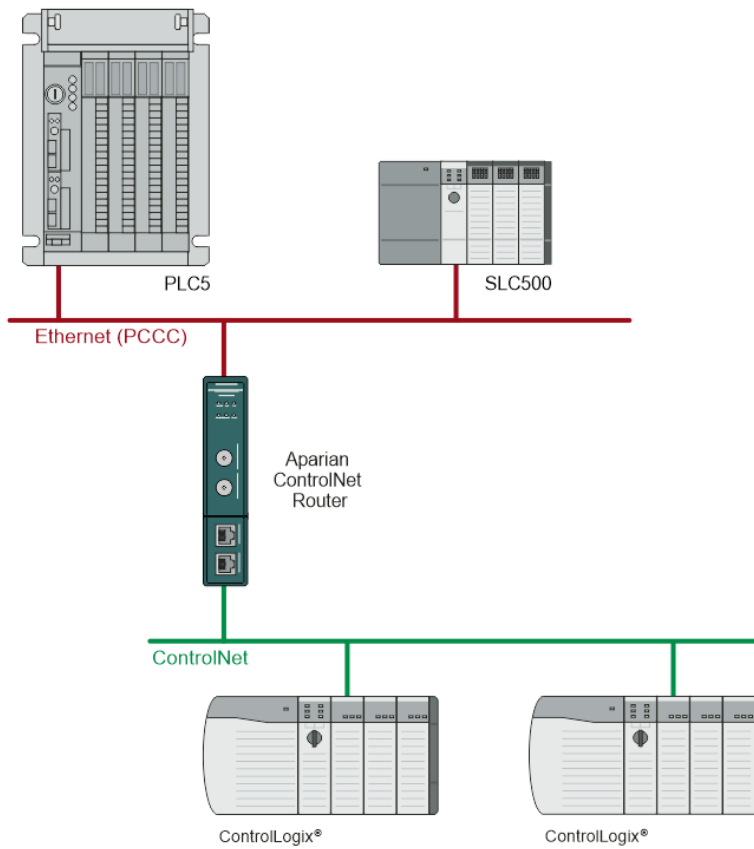 PLC5
SLC500
Ethernet (PCCC)
Aparian
ControlNet
Router
ControlNet
ControlLogix®
ControlLogix®